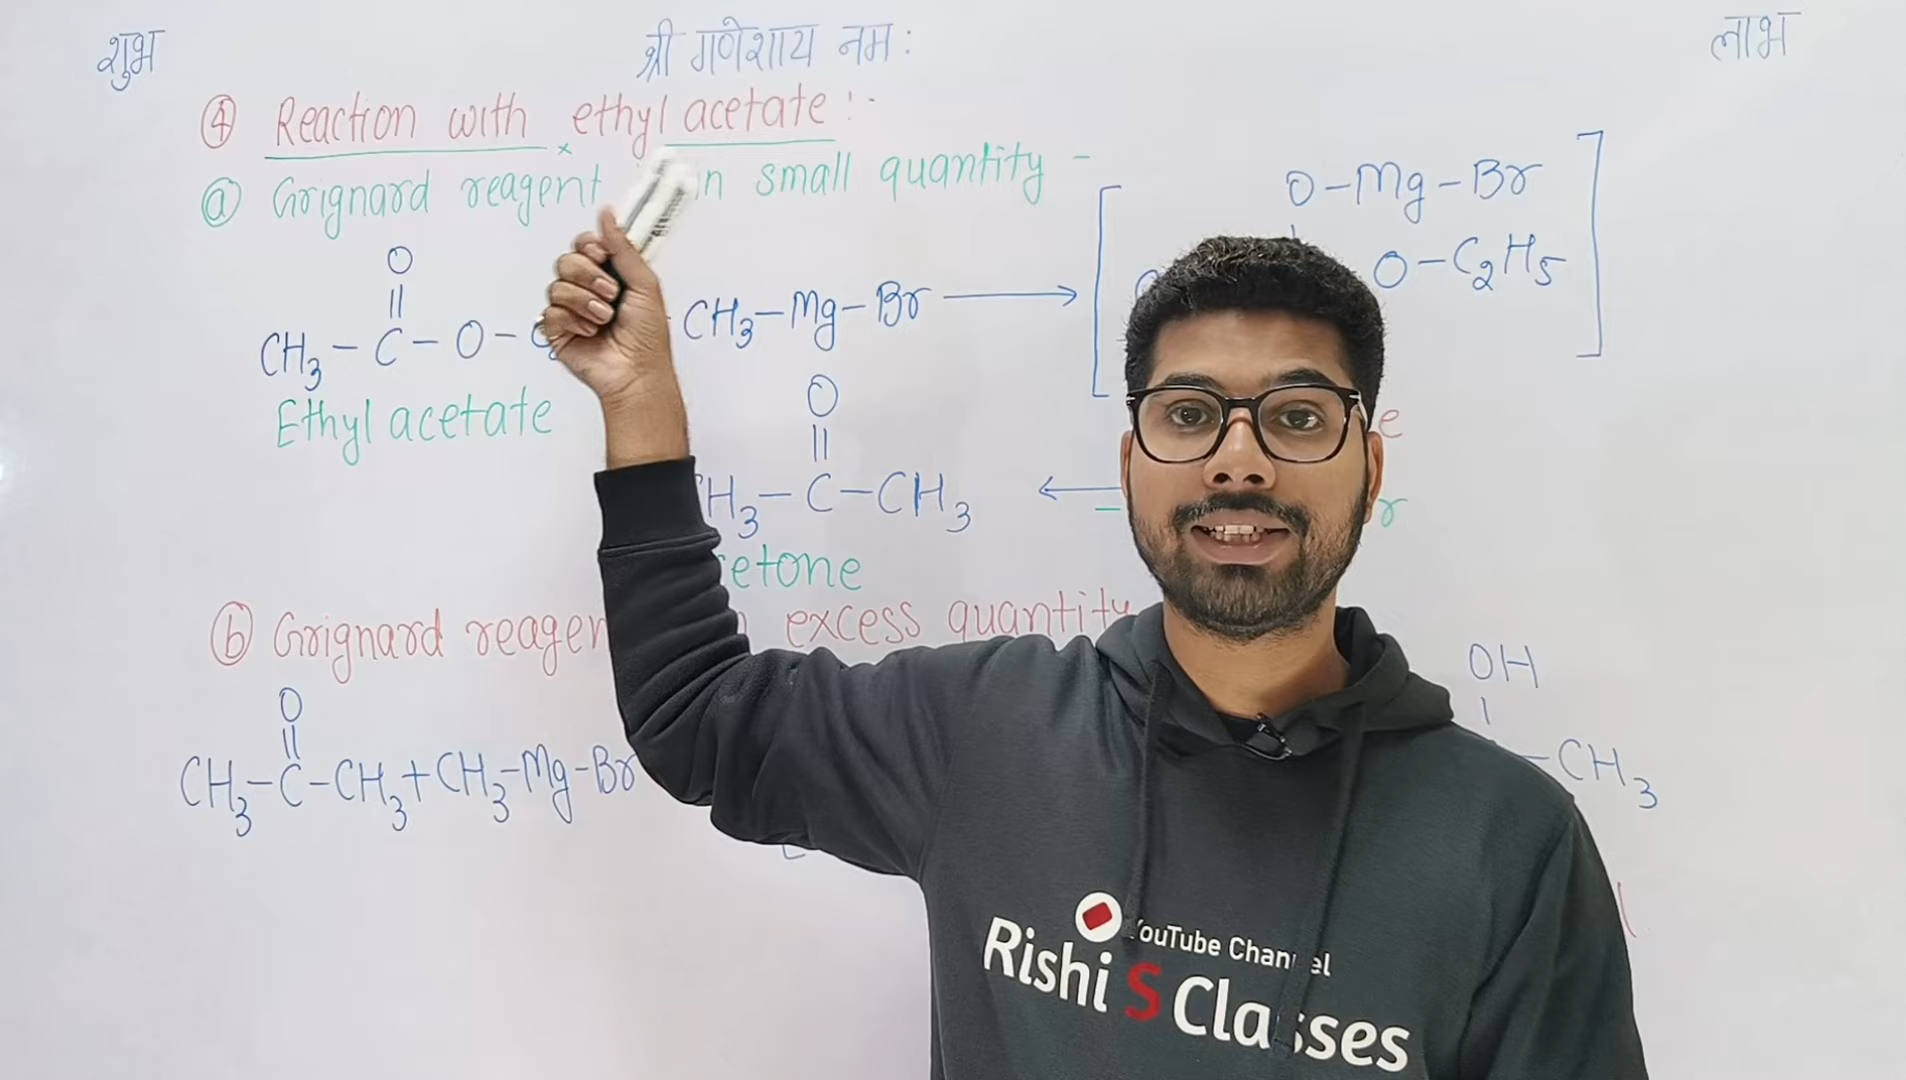 शुभ श्री गणेशाय नमः लाभ
④ Reaction with ethyl acetate :-
ⓐ Grignard reagent in small quantity -
O
||
CH₃ - C - O -
CH₃-Mg-Br →
O-Mg-Br
|
O-C₂H₅
Ethyl acetate
O
||
H₃-C-CH₃ ←
etone
ⓑ Grignard reagen excess quantity
O
||
CH₃-C-CH₃+CH₃-Mg-Br
OH
|
-CH₃
YouTube Channel
Rishi S Classes